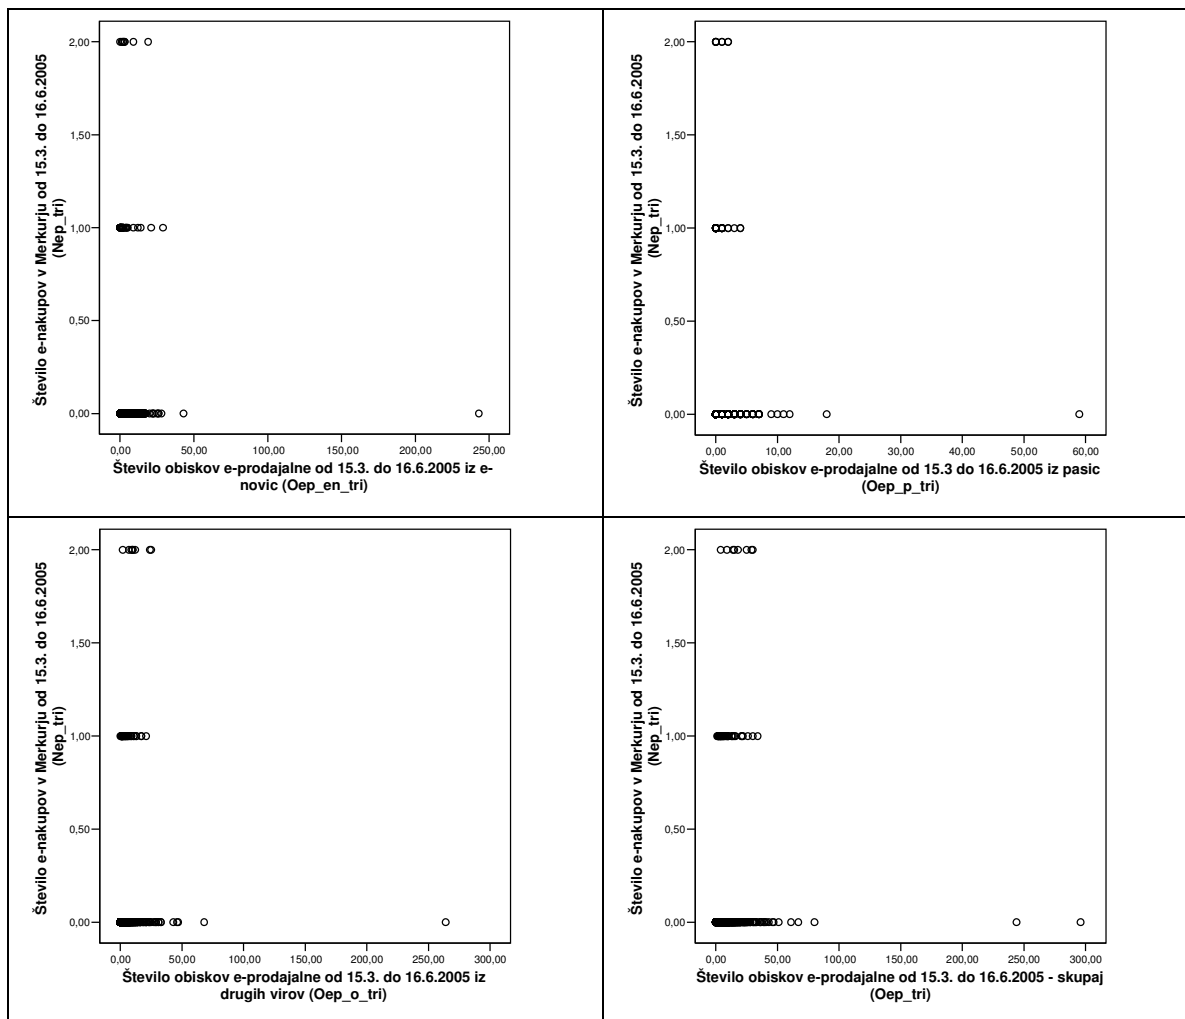 Število e-nakupov v Merkurju od 15.3. do 16.6.2005
(Nep_tri)
2,00
1,50
1,00
0,50
0,00
0,00 50,00 100,00 150,00 200,00 250,00
Število obiskov e-prodajalne od 15.3. do 16.6.2005 iz e-
novic (Oep_en_tri)
Število e-nakupov v Merkurju od 15.3. do 16.6.2005
(Nep_tri)
2,00
1,50
1,00
0,50
0,00
0,00 10,00 20,00 30,00 40,00 50,00 60,00
Število obiskov e-prodajalne od 15.3 do 16.6.2005 iz pasic
(Oep_p_tri)
Število e-nakupov v Merkurju od 15.3. do 16.6.2005
(Nep_tri)
2,00
1,50
1,00
0,50
0,00
0,00 50,00 100,00 150,00 200,00 250,00 300,00
Število obiskov e-prodajalne od 15.3. do 16.6.2005 iz
drugih virov (Oep_o_tri)
Število e-nakupov v Merkurju od 15.3. do 16.6.2005
(Nep_tri)
2,00
1,50
1,00
0,50
0,00
0,00 50,00 100,00 150,00 200,00 250,00 300,00
Število obiskov e-prodajalne od 15.3. do 16.6.2005 - skupaj
(Oep_tri)